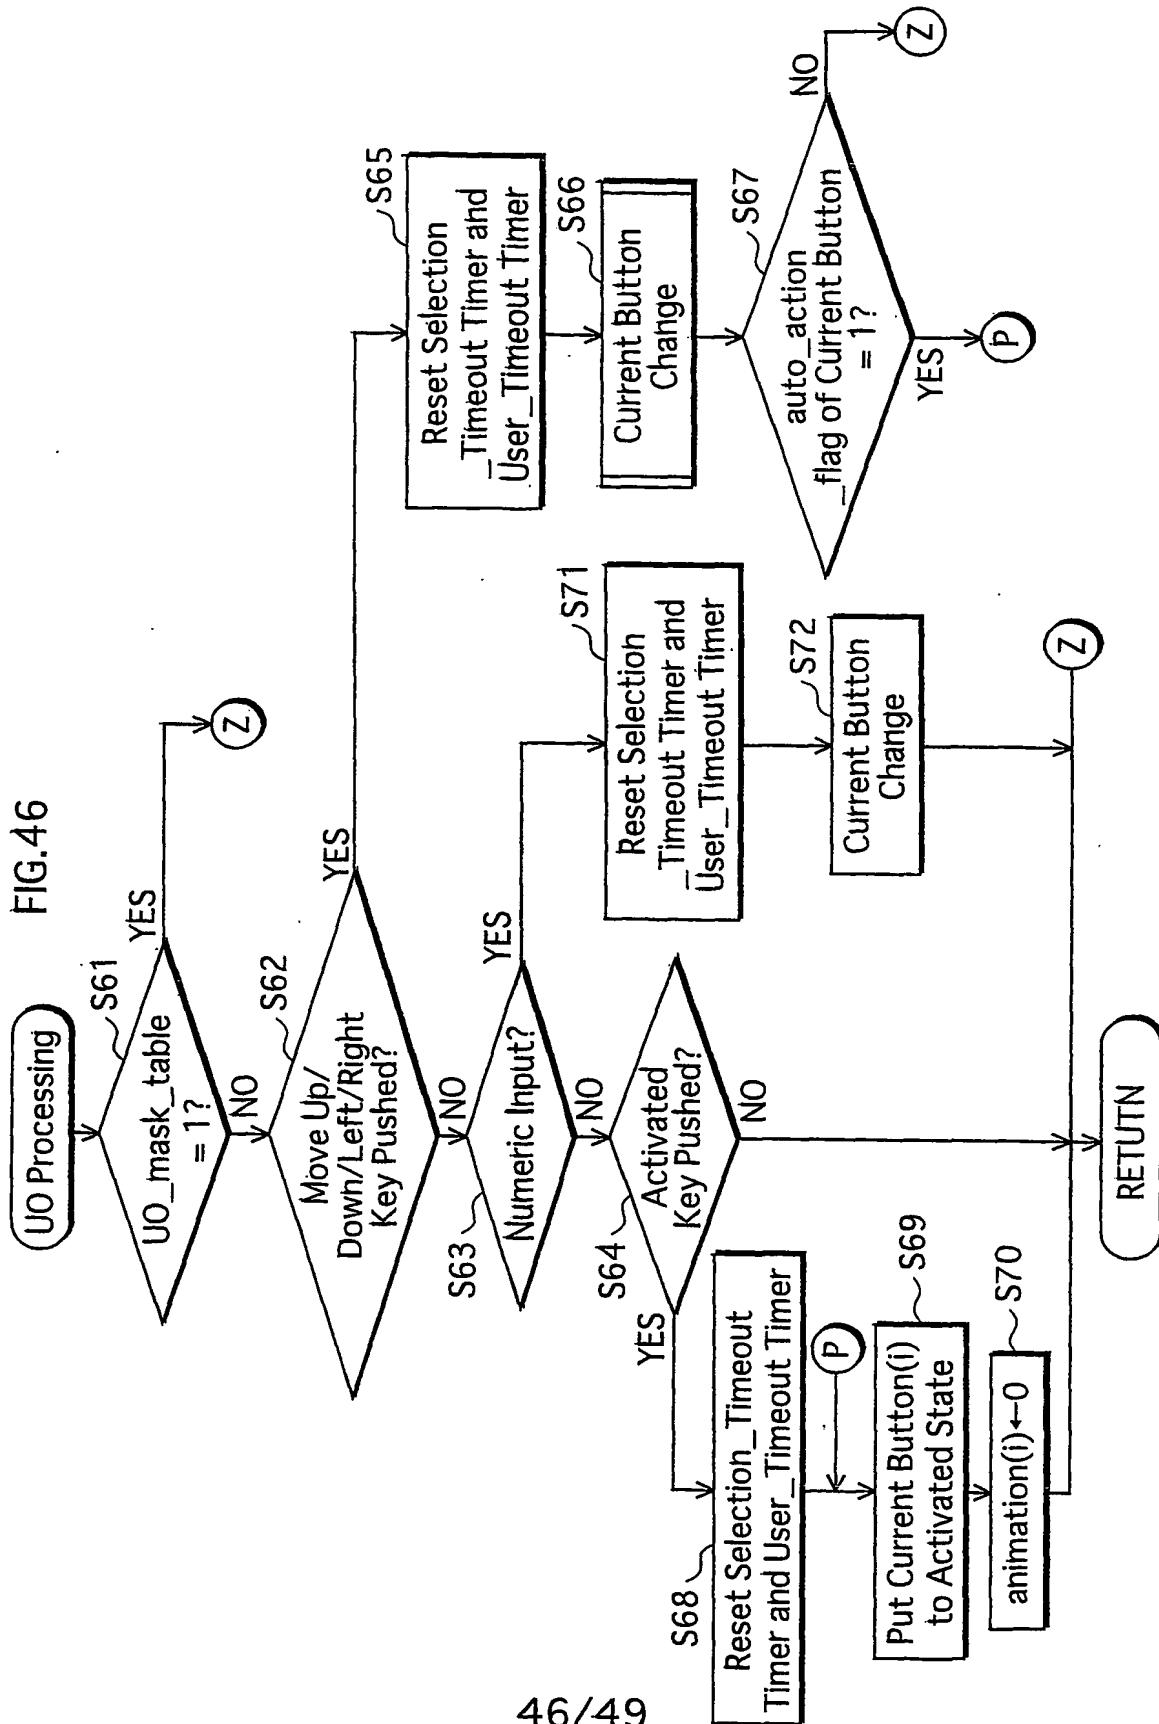 FIG.46
UO Processing
S61
UO_mask_table
= 1?
YES
Z
NO
S62
Move Up/
Down/Left/Right
Key Pushed?
YES
NO
S63
Numeric Input?
YES
NO
S64
Activated
Key Pushed?
YES
NO
S65
Reset Selection
_Timeout Timer and
User_Timeout Timer
S66
Current Button
Change
S67
auto_action
_flag of Current Button
= 1?
NO
Z
YES
P
S71
Reset Selection
_Timeout Timer and
User_Timeout Timer
S72
Current Button
Change
Z
S68
Reset Selection_Timeout
Timer and User_Timeout Timer
P
S69
Put Current Button(i)
to Activated State
S70
animation(i)←0
RETUTN
46/49